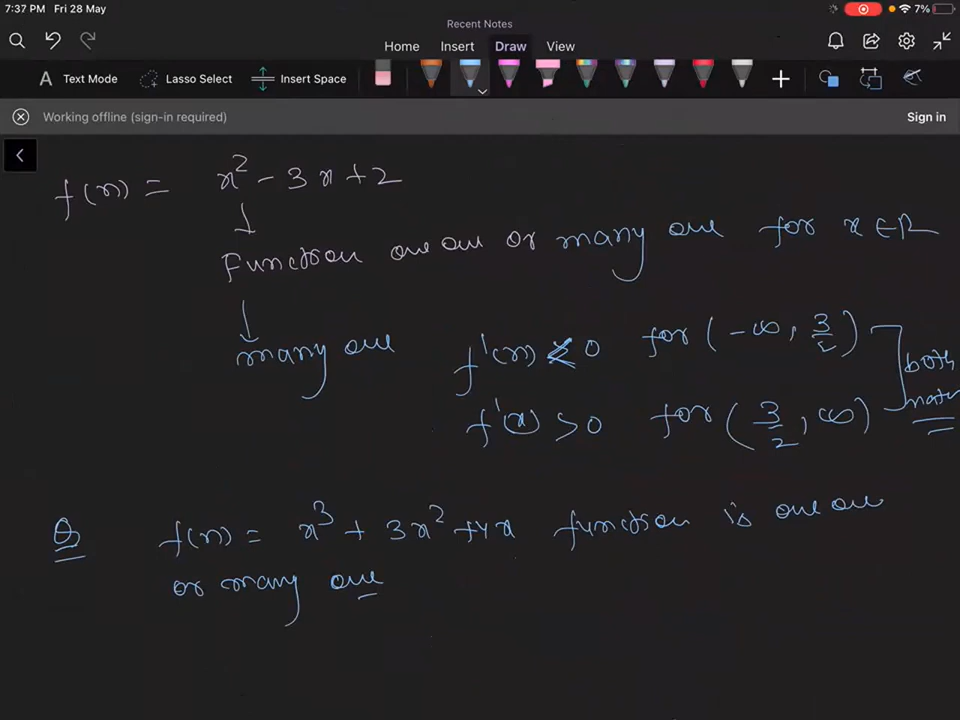 7:37 PM Fri 28 May 7%
Recent Notes
Home Insert Draw View
A Text Mode Lasso Select Insert Space
Working offline (sign-in required) Sign in
f(x) = x² - 3x + 2
↓
Function one one or many one for x ∈ R
↓
many one f'(x) < 0 for (-∞, 3/2)
both
f'(x) > 0 for (3/2, ∞)
Q f(x) = x³ + 3x² + 4x function is one one
or many one